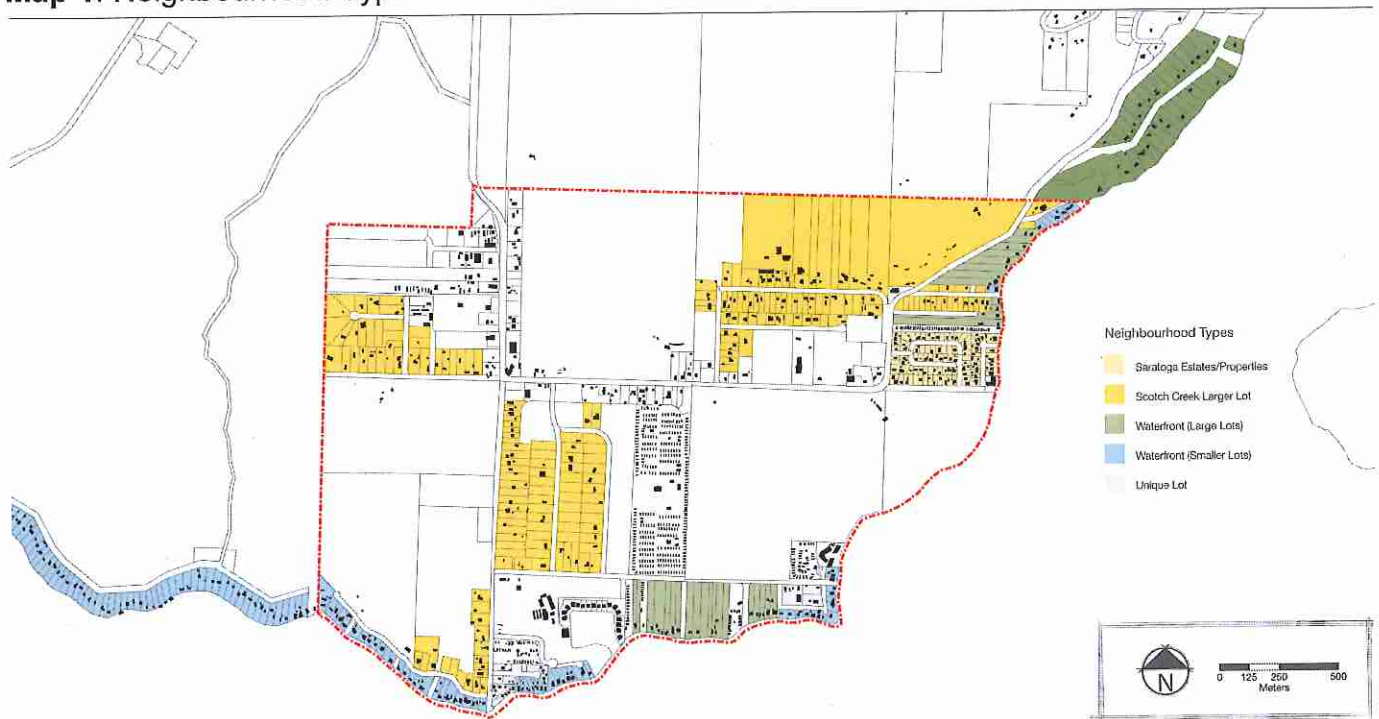 Neighbourhood Types
Saratoga Estates/Properties
Scotch Creek Larger Lot
Waterfront (Large Lots)
Waterfront (Smaller Lots)
Unique Lot
N
0 125 250 500
Meters